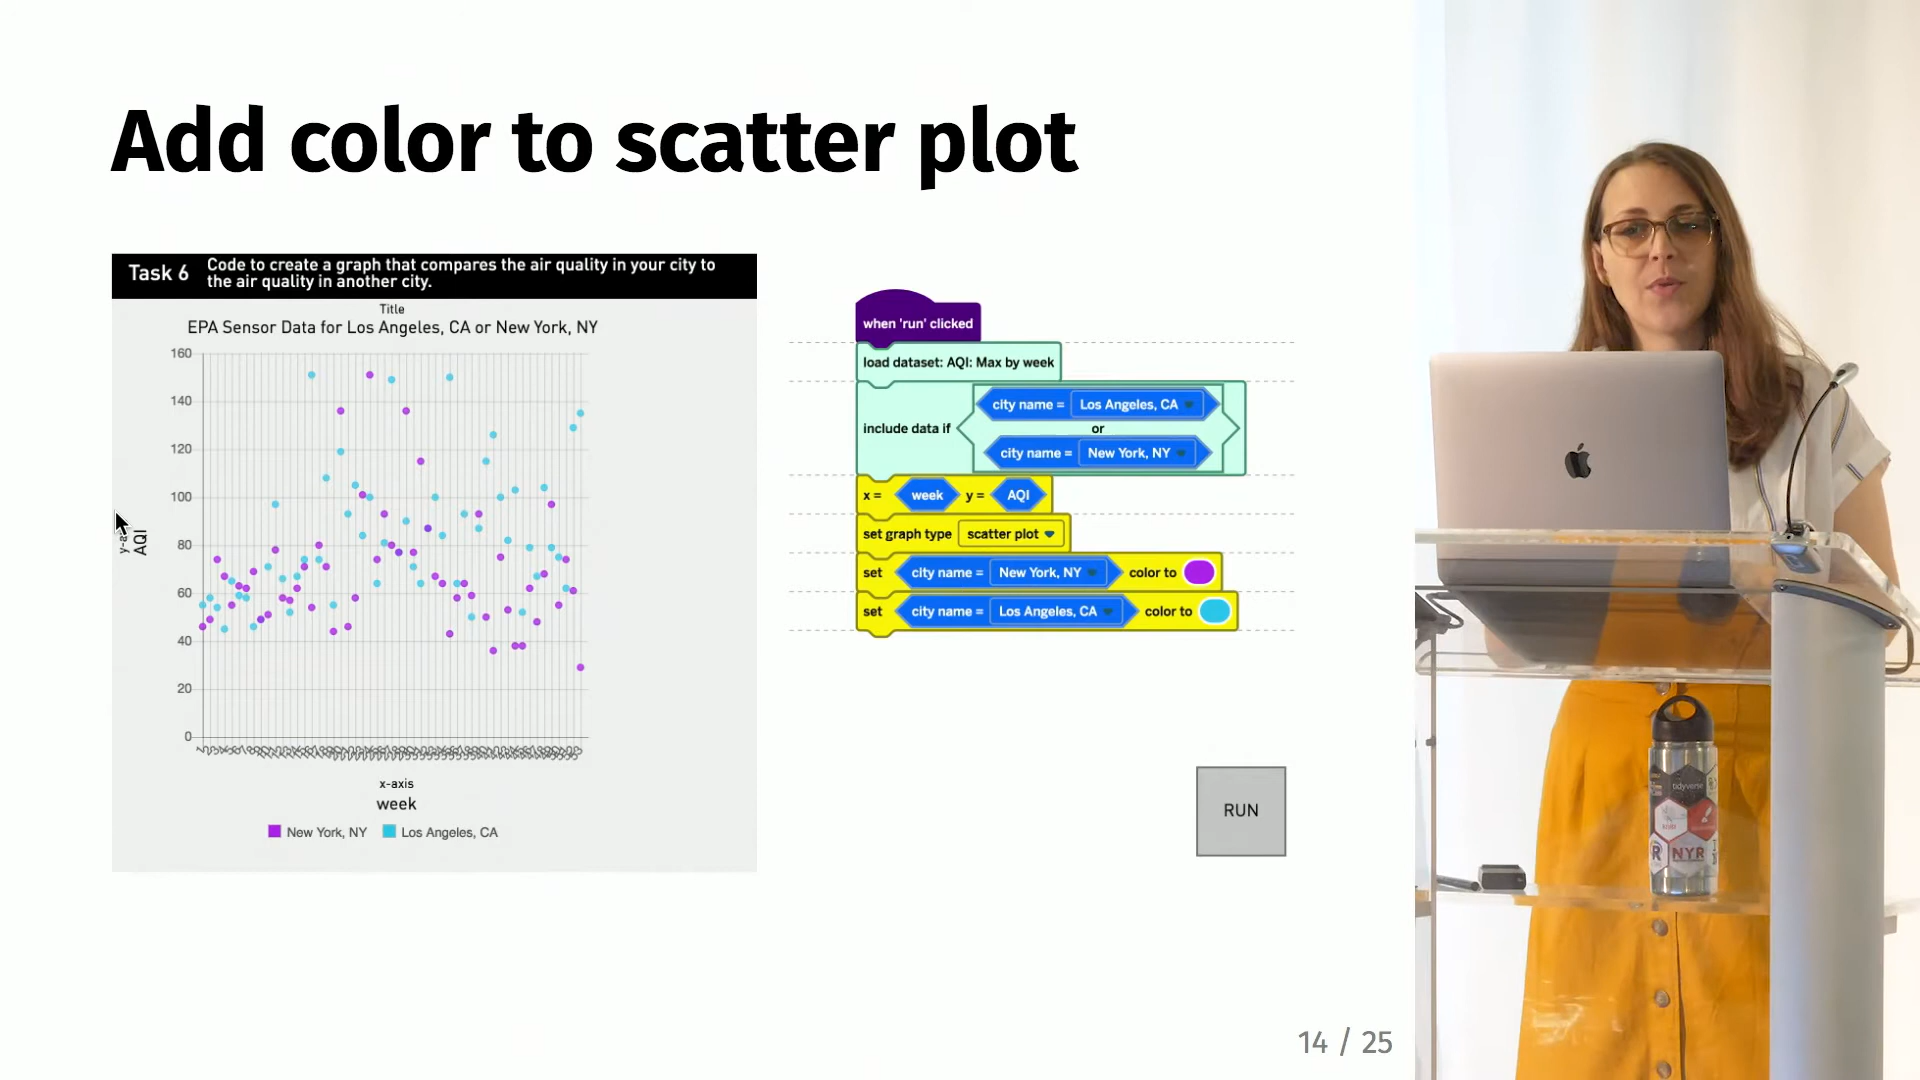 Add color to scatter plot
Task 6
Code to create a graph that compares the air quality in your city to
the air quality in another city.
Title
EPA Sensor Data for Los Angeles, CA or New York, NY
160
140
120
100
80
60
40
20
0
AQI
x-axis
week
New York, NY
Los Angeles, CA
when 'run' clicked
load dataset: AQI: Max by week
include data if
city name = Los Angeles, CA
or
city name = New York, NY
x = week y = AQI
set graph type scatter plot
set city name = New York, NY color to
set city name = Los Angeles, CA color to
RUN
14 / 25
tidyverse
R
NYR